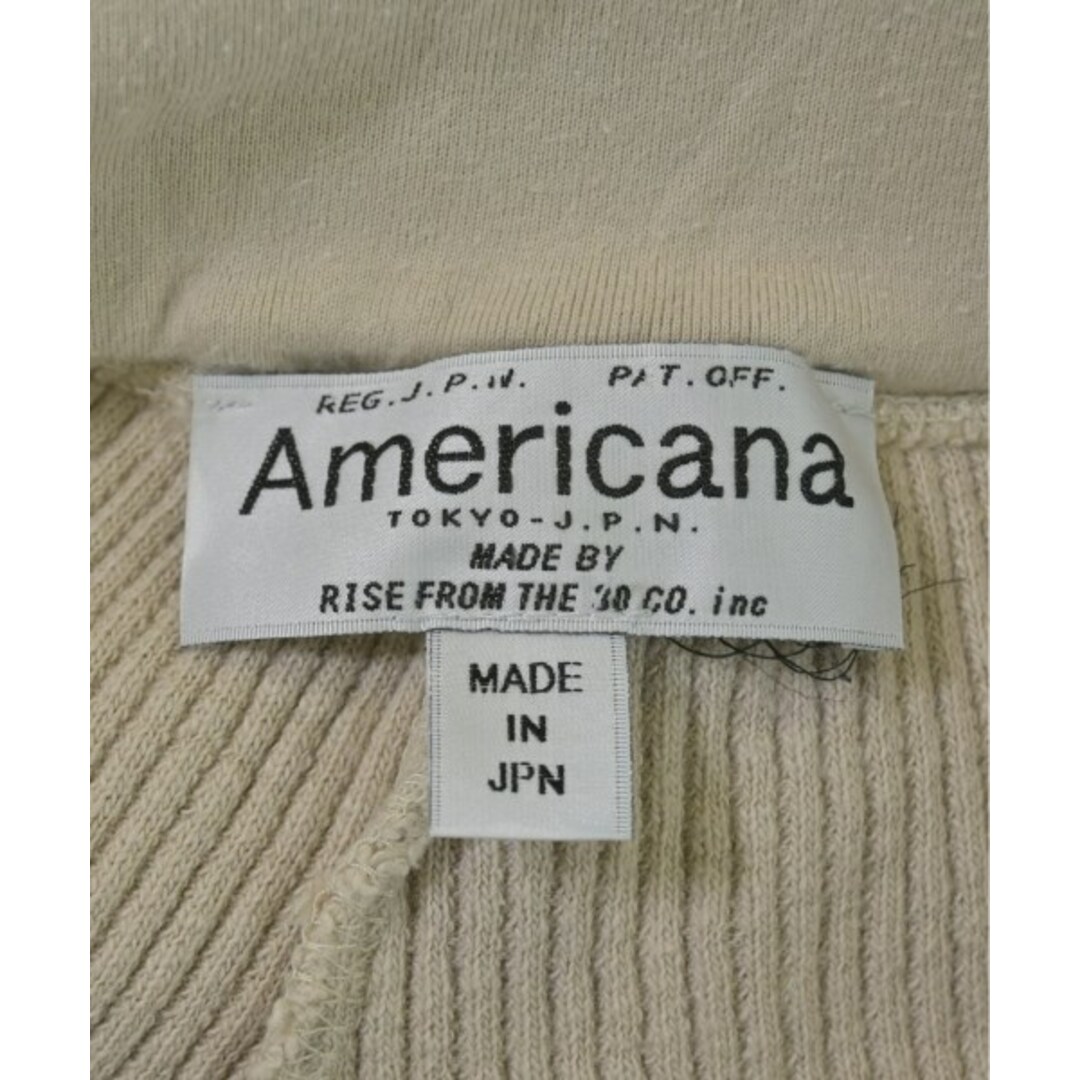 REG.J.P.N. PAT.OFF.
Americana
TOKYO-J.P.N.
MADE BY
RISE FROM THE 30 CO. inc
MADE
IN
JPN